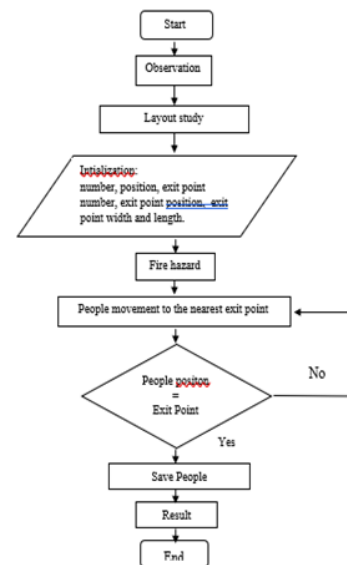 Start
Observation
Layout study
Intialization:
number, position, exit point
number, exit point position, exit
point width and length.
Fire hazard
People movement to the nearest exit point
People positon
=
Exit Point
No
Yes
Save People
Result
End